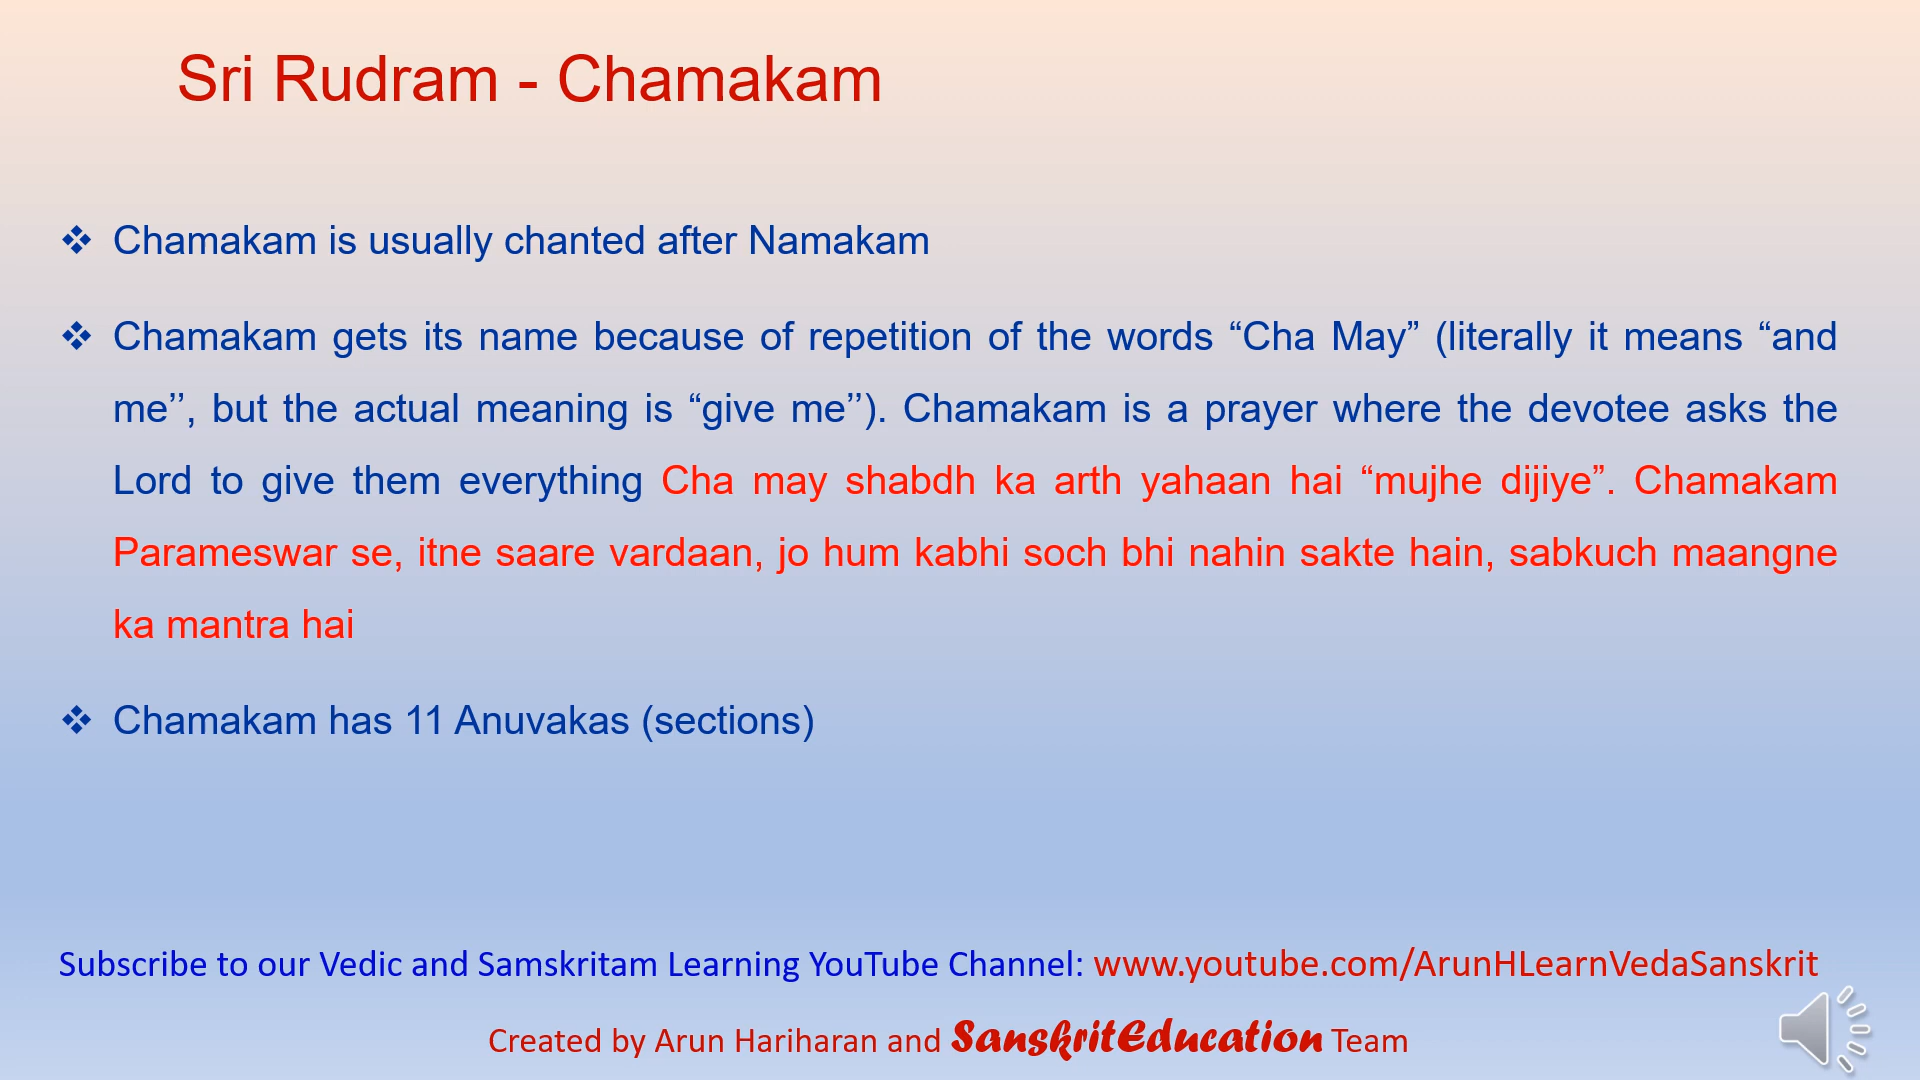 Sri Rudram - Chamakam
❖ Chamakam is usually chanted after Namakam
❖ Chamakam gets its name because of repetition of the words “Cha May” (literally it means “and
me’’, but the actual meaning is “give me’’). Chamakam is a prayer where the devotee asks the
Lord to give them everything Cha may shabdh ka arth yahaan hai “mujhe dijiye”. Chamakam
Parameswar se, itne saare vardaan, jo hum kabhi soch bhi nahin sakte hain, sabkuch maangne
ka mantra hai
❖ Chamakam has 11 Anuvakas (sections)
Subscribe to our Vedic and Samskritam Learning YouTube Channel: www.youtube.com/ArunHLearnVedaSanskrit
Created by Arun Hariharan and SanskritEducation Team